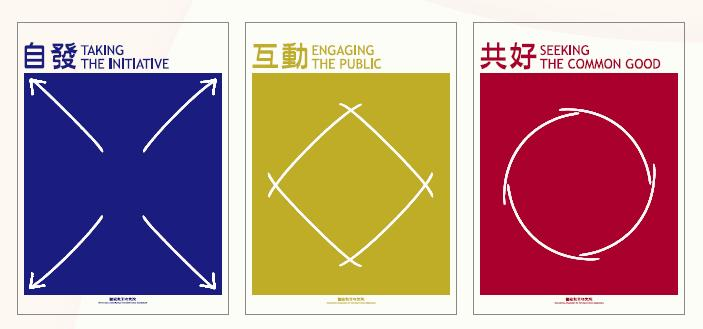 自發 TAKING
THE INITIATIVE
互動 ENGAGING
THE PUBLIC
共好 SEEKING
THE COMMON GOOD